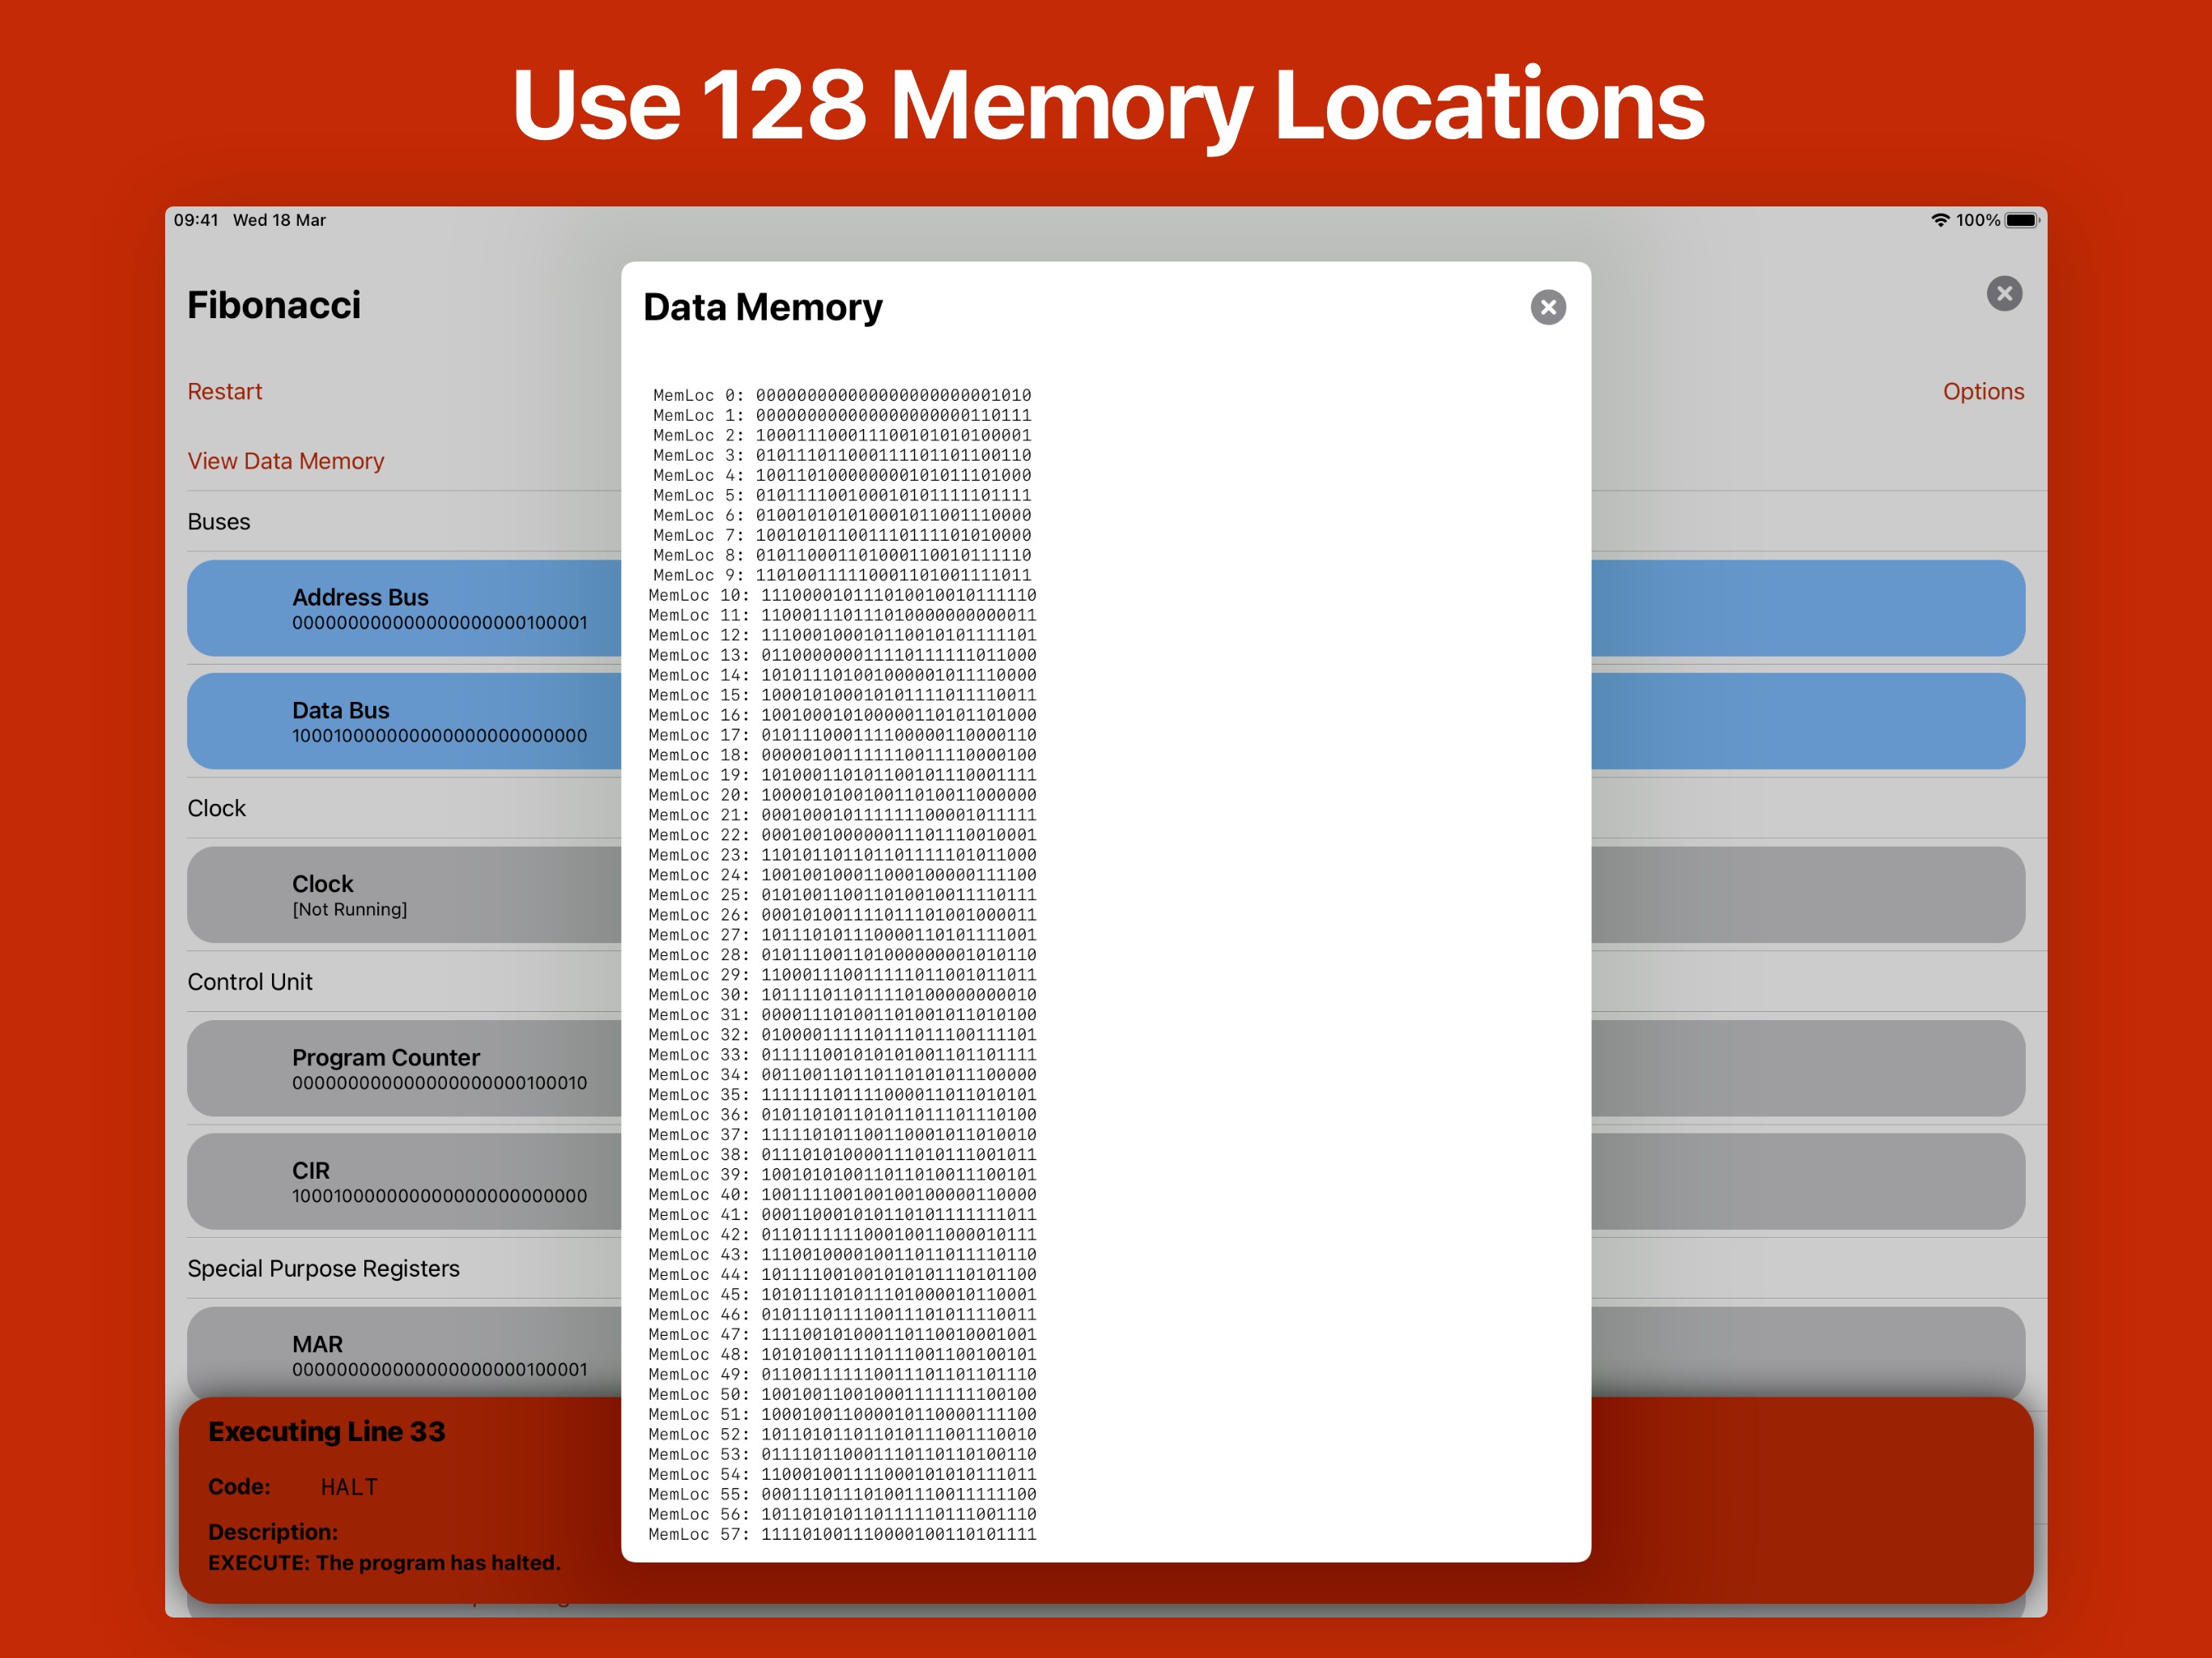 Use 128 Memory Locations
09:41 Wed 18 Mar
100%
Fibonacci
Restart
Options
View Data Memory
Buses
Address Bus
000000000000000000000100001
Data Bus
100010000000000000000000000
Clock
Clock
[Not Running]
Control Unit
Program Counter
000000000000000000000100010
CIR
100010000000000000000000000
Special Purpose Registers
MAR
000000000000000000000100001
Executing Line 33
Code: HALT
Description:
EXECUTE: The program has halted.
Data Memory
MemLoc 0: 000000000000000000000001010
MemLoc 1: 000000000000000000000110111
MemLoc 2: 100011100011100101010100001
MemLoc 3: 010111011000111101101100110
MemLoc 4: 100110100000000101011101000
MemLoc 5: 010111100100010101111101111
MemLoc 6: 010010101010001011001110000
MemLoc 7: 100101011001110111101010000
MemLoc 8: 010110001101000110010111110
MemLoc 9: 110100111110001101001111011
MemLoc 10: 111000010111010010010111110
MemLoc 11: 110001110111010000000000011
MemLoc 12: 111000100010110010101111101
MemLoc 13: 011000000011110111111011000
MemLoc 14: 101011101001000001011110000
MemLoc 15: 100010100010101111011110011
MemLoc 16: 100100010100000110101101000
MemLoc 17: 010111000111100000110000110
MemLoc 18: 000001001111110011110000100
MemLoc 19: 101000110101100101110001111
MemLoc 20: 100001010010011010011000000
MemLoc 21: 000100010111111100001011111
MemLoc 22: 000100100000011101110010001
MemLoc 23: 110101101101101111101011000
MemLoc 24: 100100100011000100000111100
MemLoc 25: 010100110011010010011110111
MemLoc 26: 000101001111011101001000011
MemLoc 27: 101110101110000110101111001
MemLoc 28: 010111001101000000001010110
MemLoc 29: 110001110011111011001011011
MemLoc 30: 101111011011110100000000010
MemLoc 31: 000011101001101001011010100
MemLoc 32: 010000111110111011100111101
MemLoc 33: 011111001010101001101101111
MemLoc 34: 001100110110110101011100000
MemLoc 35: 111111101111000011011010101
MemLoc 36: 010110101101011011101110100
MemLoc 37: 111110101100110001011010010
MemLoc 38: 011101010000111010111001011
MemLoc 39: 100101010011011010011100101
MemLoc 40: 100111100100100100000110000
MemLoc 41: 000110001010110101111111011
MemLoc 42: 011011111100010011000010111
MemLoc 43: 111001000010011011011110110
MemLoc 44: 101111001001010101110101100
MemLoc 45: 101011101011101000010110001
MemLoc 46: 010111011110011101011110011
MemLoc 47: 111100101000110110010001001
MemLoc 48: 101010011110111001100100101
MemLoc 49: 011001111110011101101101110
MemLoc 50: 100100110010001111111100100
MemLoc 51: 100010011000010110000111100
MemLoc 52: 101101011011010111001110010
MemLoc 53: 011110110001110110110100110
MemLoc 54: 110001001111000101010111011
MemLoc 55: 000111011101001110011111100
MemLoc 56: 101101010110111110111001110
MemLoc 57: 111101001110000100110101111